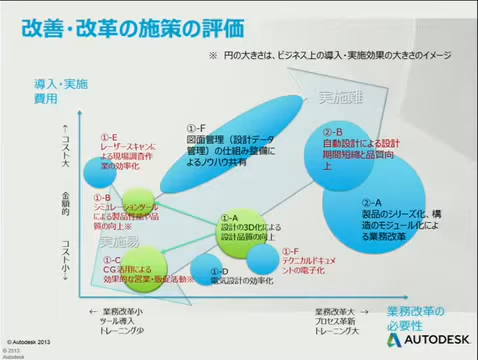 改善・改革の施策の評価
※ 円の大きさは、ビジネス上の導入・実施効果の大きさのイメージ
導入・実施
費用
実施難
①-E
レーザースキャンに
よる現場調査作
業の効率化
①-F
図面管理（設計データ
管理）の仕組み整備によ
るノウハウ共有
②-B
自動設計による設計
期間短縮と品質向
上
←コスト大
金額的
コスト小→
①-B
シミュレーションツール
による製品性能や品
質の向上※
①-A
設計の3D化による
設計品質の向上
②-A
製品のシリーズ化、構
造のモジュール化によ
る業務改革
実施易
①-C
CG活用による
効果的な営業・販促活動※
①-D
電気設計の効率化
①-F
テクニカルドキュメ
ントの電子化
← 業務改革小
ツール導入
トレーニング少
業務改革大 →
プロセス革新
トレーニング大
業務改革の
必要性
© Autodesk 2013
© 2013
Autodesk
AUTODESK